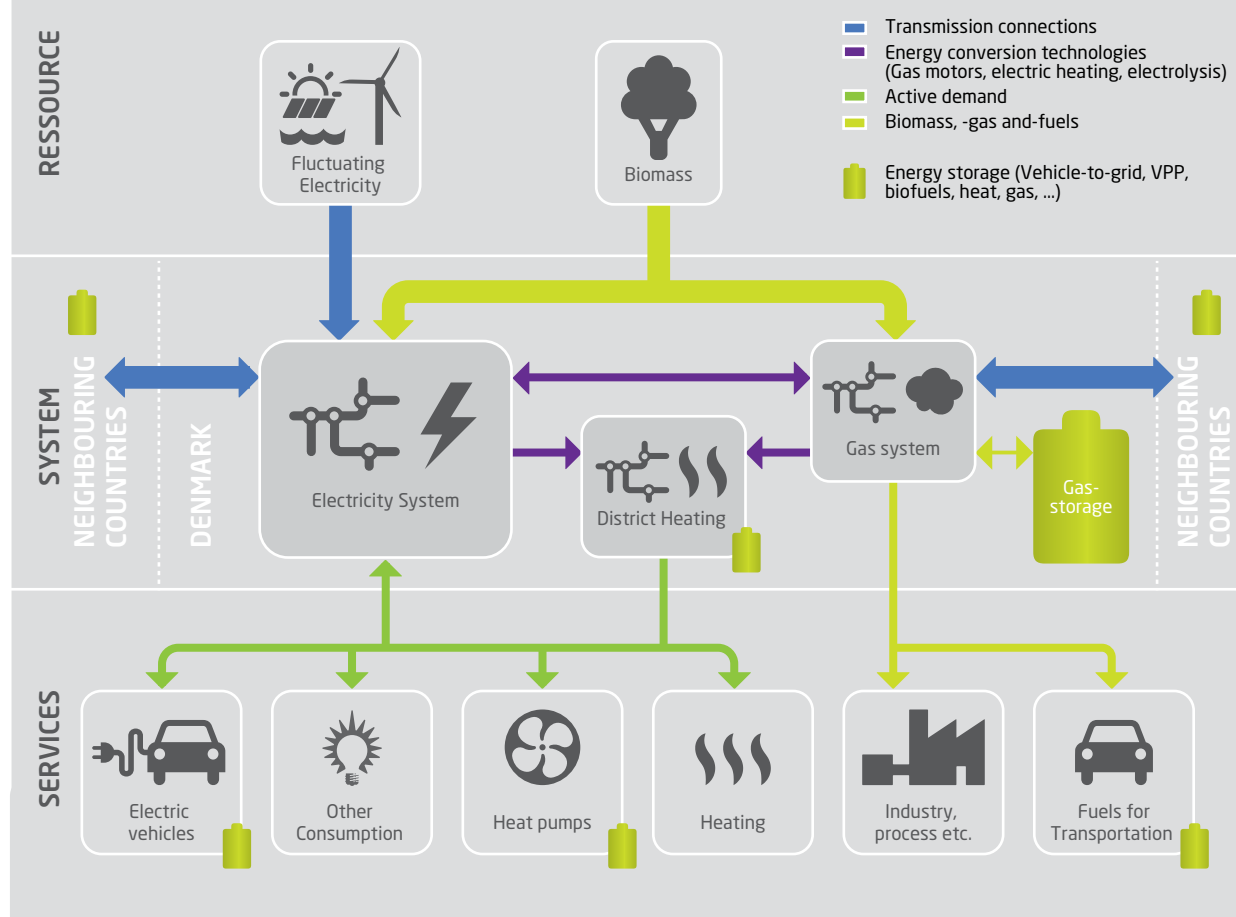 RESSOURCE
Fluctuating
Electricity
Biomass
Transmission connections
Energy conversion technologies
(Gas motors, electric heating, electrolysis)
Active demand
Biomass, -gas and-fuels
Energy storage (Vehicle-to-grid, VPP,
biofuels, heat, gas, ...)
SYSTEM
NEIGHBOURING
COUNTRIES
DENMARK
Electricity System
District Heating
Gas system
Gas-
storage
NEIGHBOURING
COUNTRIES
SERVICES
Electric
vehicles
Other
Consumption
Heat pumps
Heating
Industry,
process etc.
Fuels for
Transportation